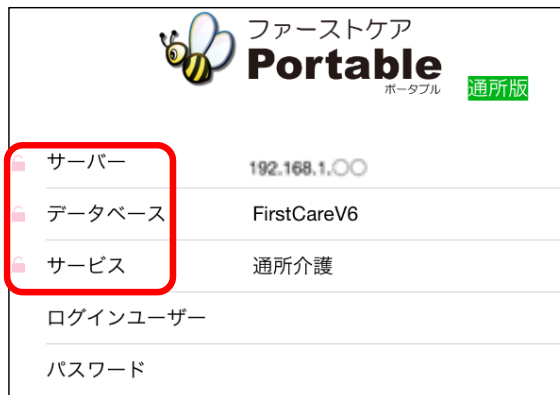 ファーストケア
Portable
ポータブル
通所版
サーバー 192.168.1.○○
データベース FirstCareV6
サービス 通所介護
ログインユーザー
パスワード